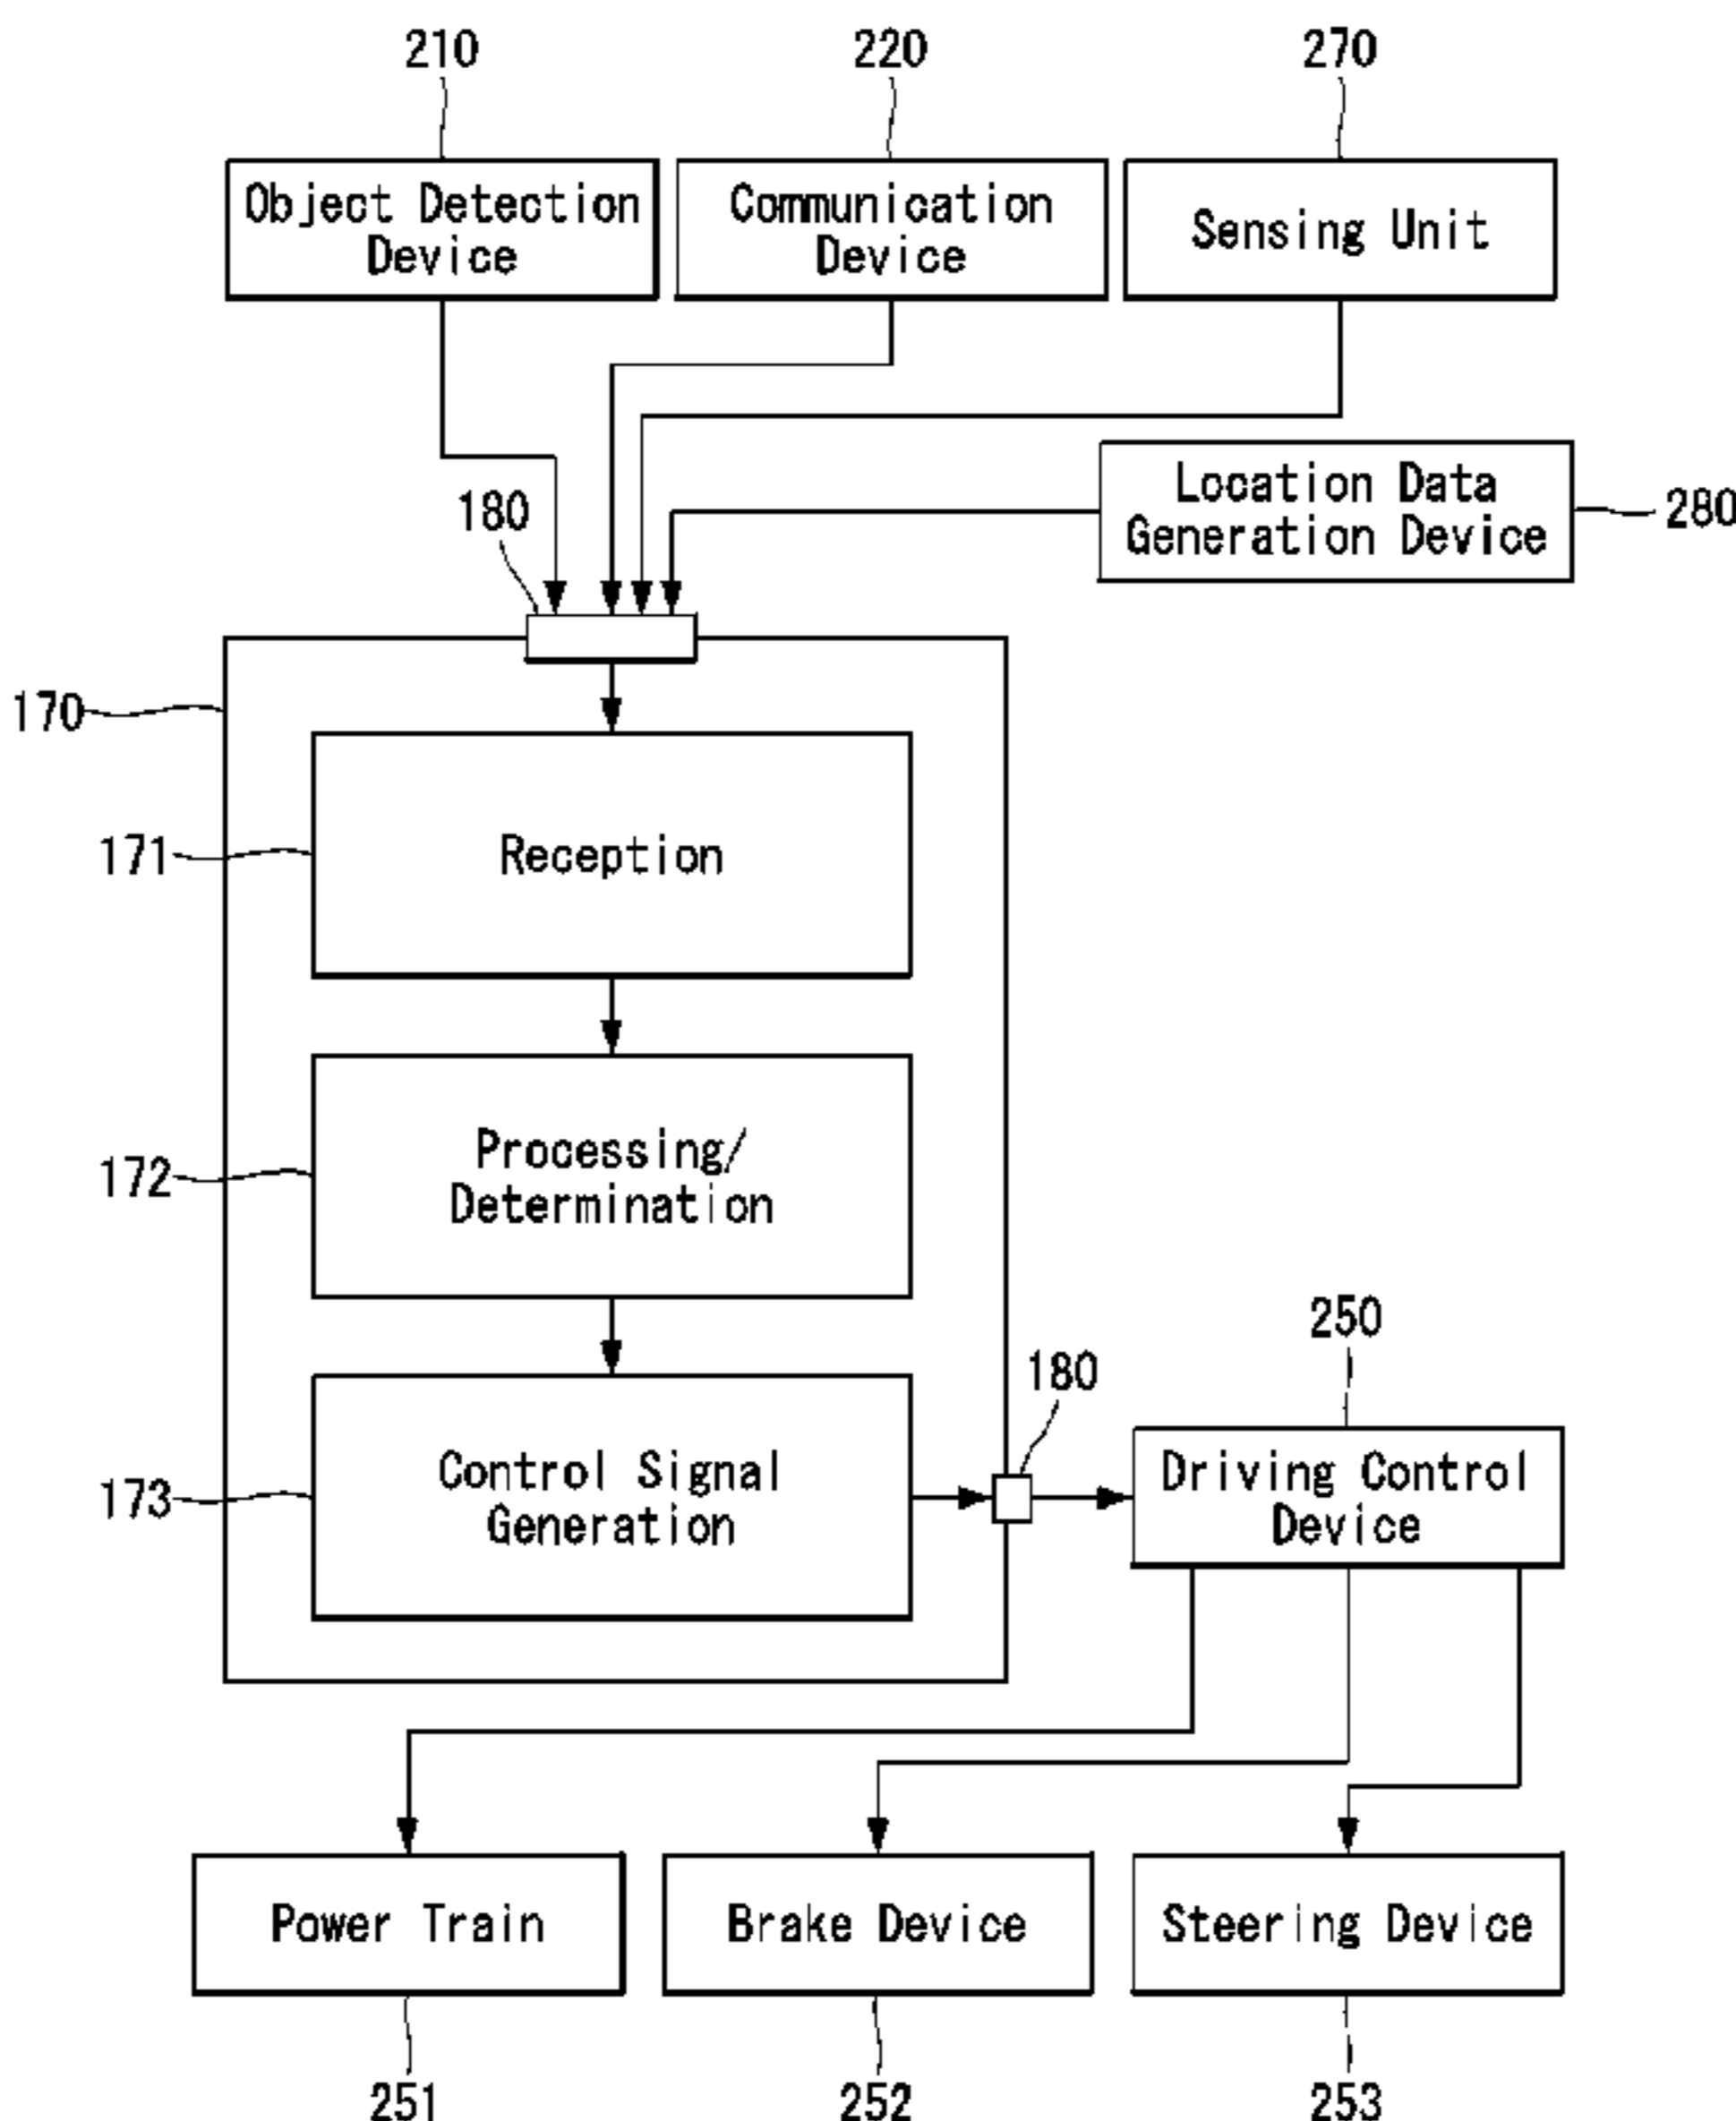 210
220
270
Object Detection
Device
Communication
Device
Sensing Unit
Location Data
Generation Device
280
180
170
Reception
171
Processing/
Determination
172
Control Signal
Generation
173
180
250
Driving Control
Device
Power Train
Brake Device
Steering Device
251
252
253